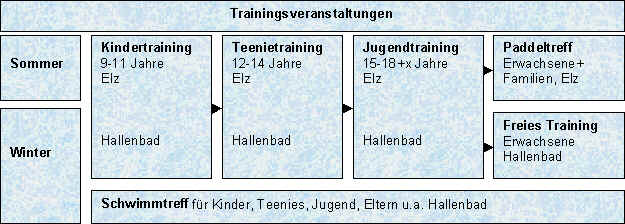 Trainingsveranstaltungen
Sommer
Kindertraining
9-11 Jahre
Elz
Hallenbad
Teenietraining
12-14 Jahre
Elz
Hallenbad
Jugendtraining
15-18+x Jahre
Elz
Hallenbad
Paddeltreff
Erwachsene+
Familien, Elz
Winter
Freies Training
Erwachsene
Hallenbad
Schwimmtreff für Kinder, Teenies, Jugend, Eltern u.a. Hallenbad